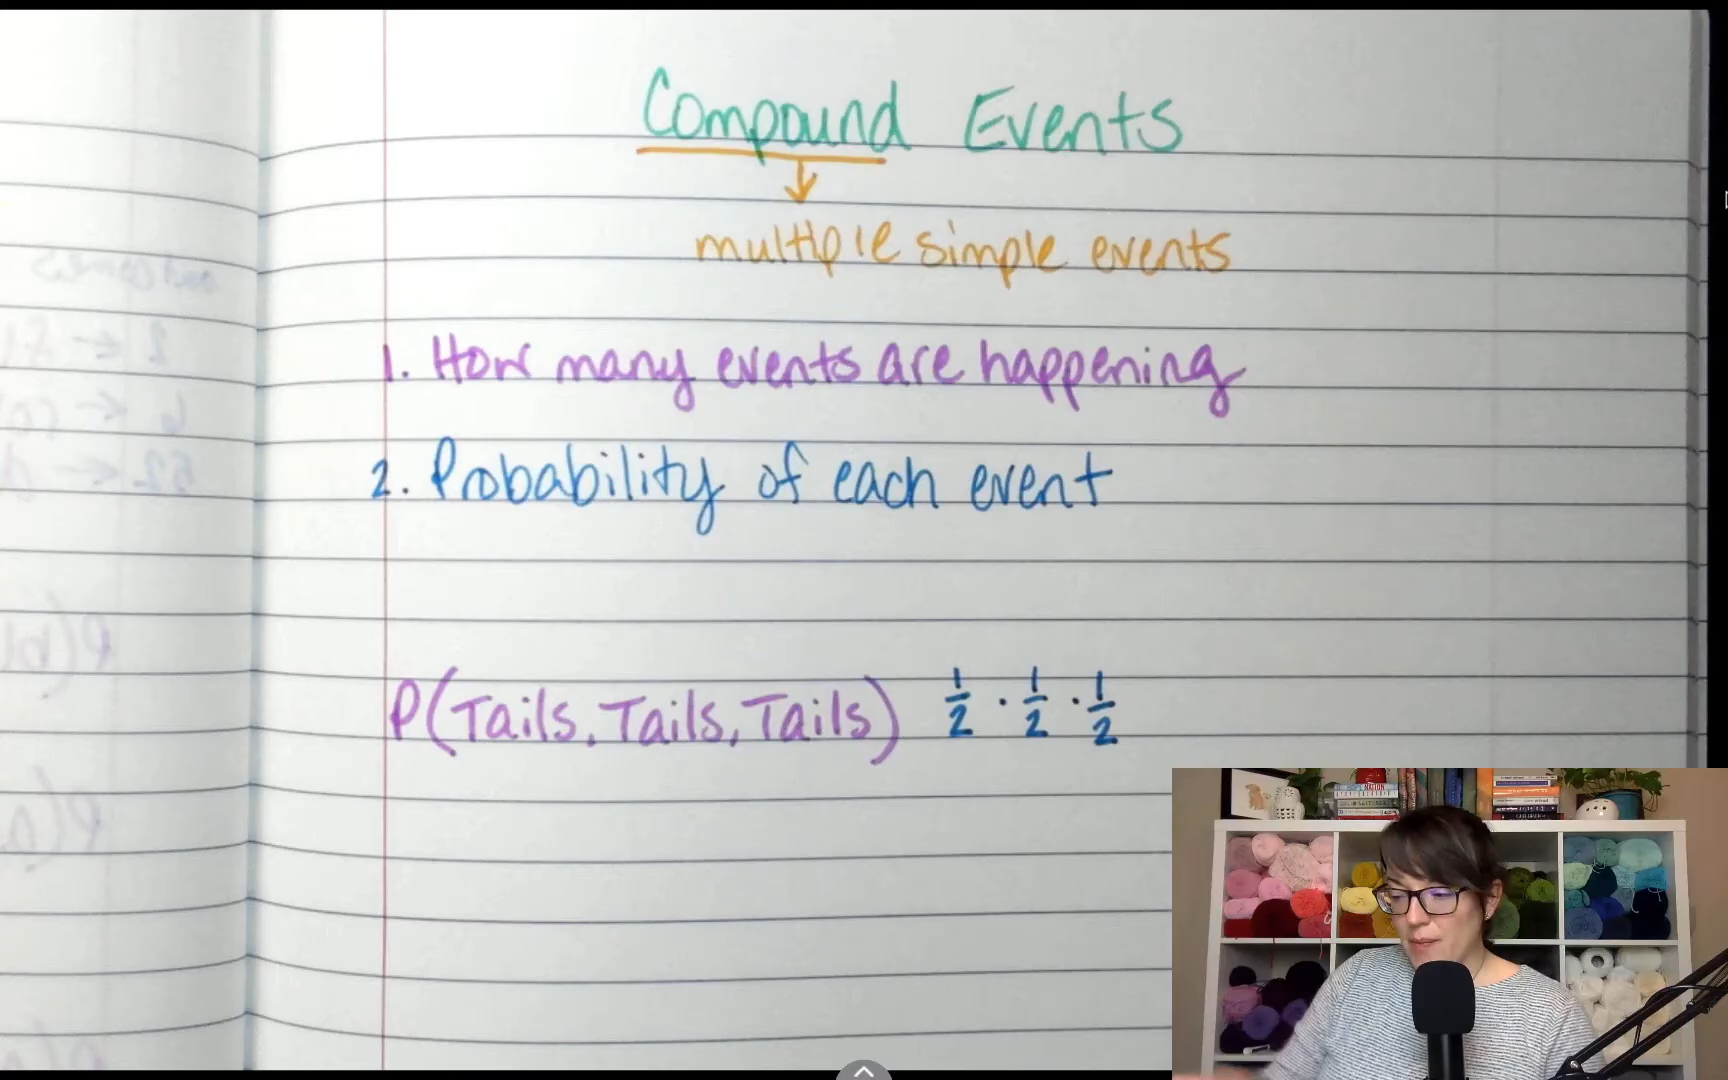 Compound Events
multiple simple events
1. How many events are happening
2. Probability of each event
P(Tails, Tails, Tails) 1/2 · 1/2 · 1/2